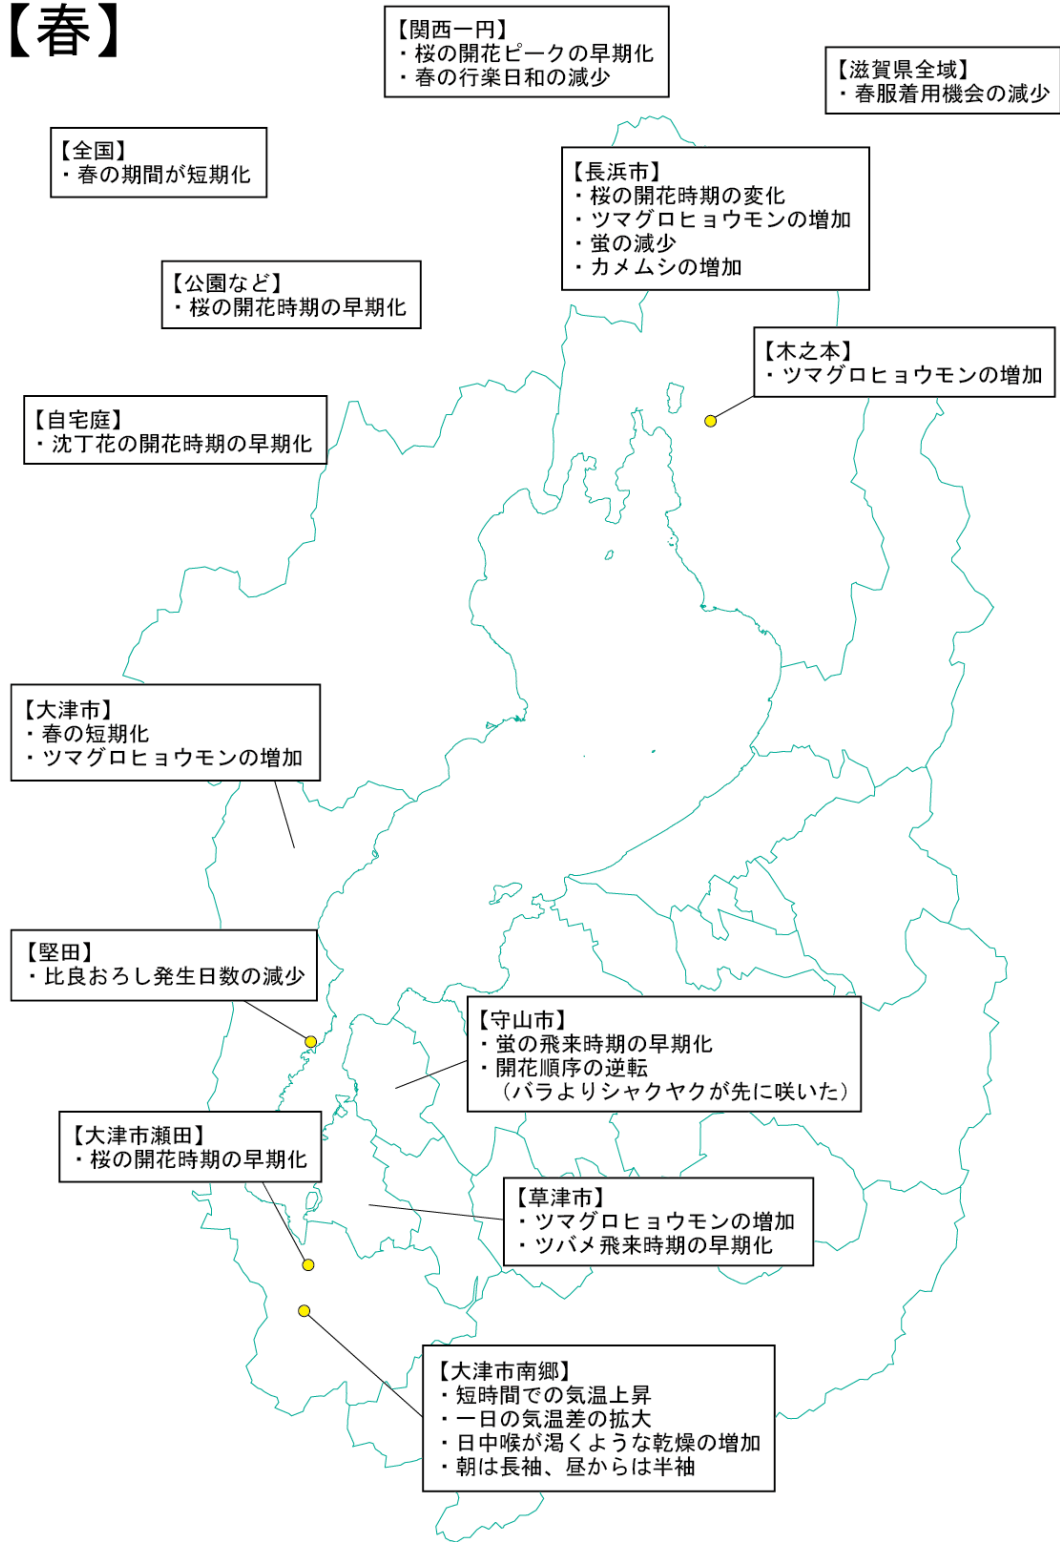 【春】
【関西一円】
・桜の開花ピークの早期化
・春の行楽日和の減少
【滋賀県全域】
・春服着用機会の減少
【全国】
・春の期間が短期化
【長浜市】
・桜の開花時期の変化
・ツマグロヒョウモンの増加
・蛍の減少
・カメムシの増加
【公園など】
・桜の開花時期の早期化
【木之本】
・ツマグロヒョウモンの増加
【自宅庭】
・沈丁花の開花時期の早期化
【大津市】
・春の短期化
・ツマグロヒョウモンの増加
【堅田】
・比良おろし発生日数の減少
【守山市】
・蛍の飛来時期の早期化
・開花順序の逆転
（バラよりシャクヤクが先に咲いた）
【大津市瀬田】
・桜の開花時期の早期化
【草津市】
・ツマグロヒョウモンの増加
・ツバメ飛来時期の早期化
【大津市南郷】
・短時間での気温上昇
・一日の気温差の拡大
・日中喉が渇くような乾燥の増加
・朝は長袖、昼からは半袖